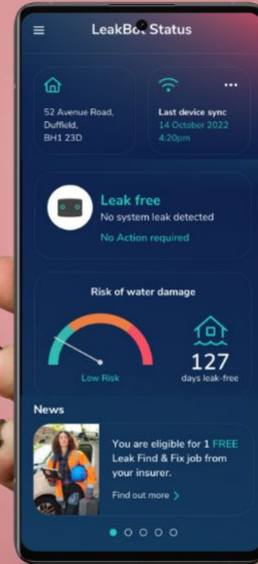 LeakBot Status
52 Avenue Road,
Duffield,
BH1 23D
Last device sync
14 October 2022
4:20pm
Leak free
No system leak detected
No Action required
Risk of water damage
Low Risk
127
days leak-free
News
You are eligible for 1 FREE
Leak Find & Fix job from
your insurer.
Find out more